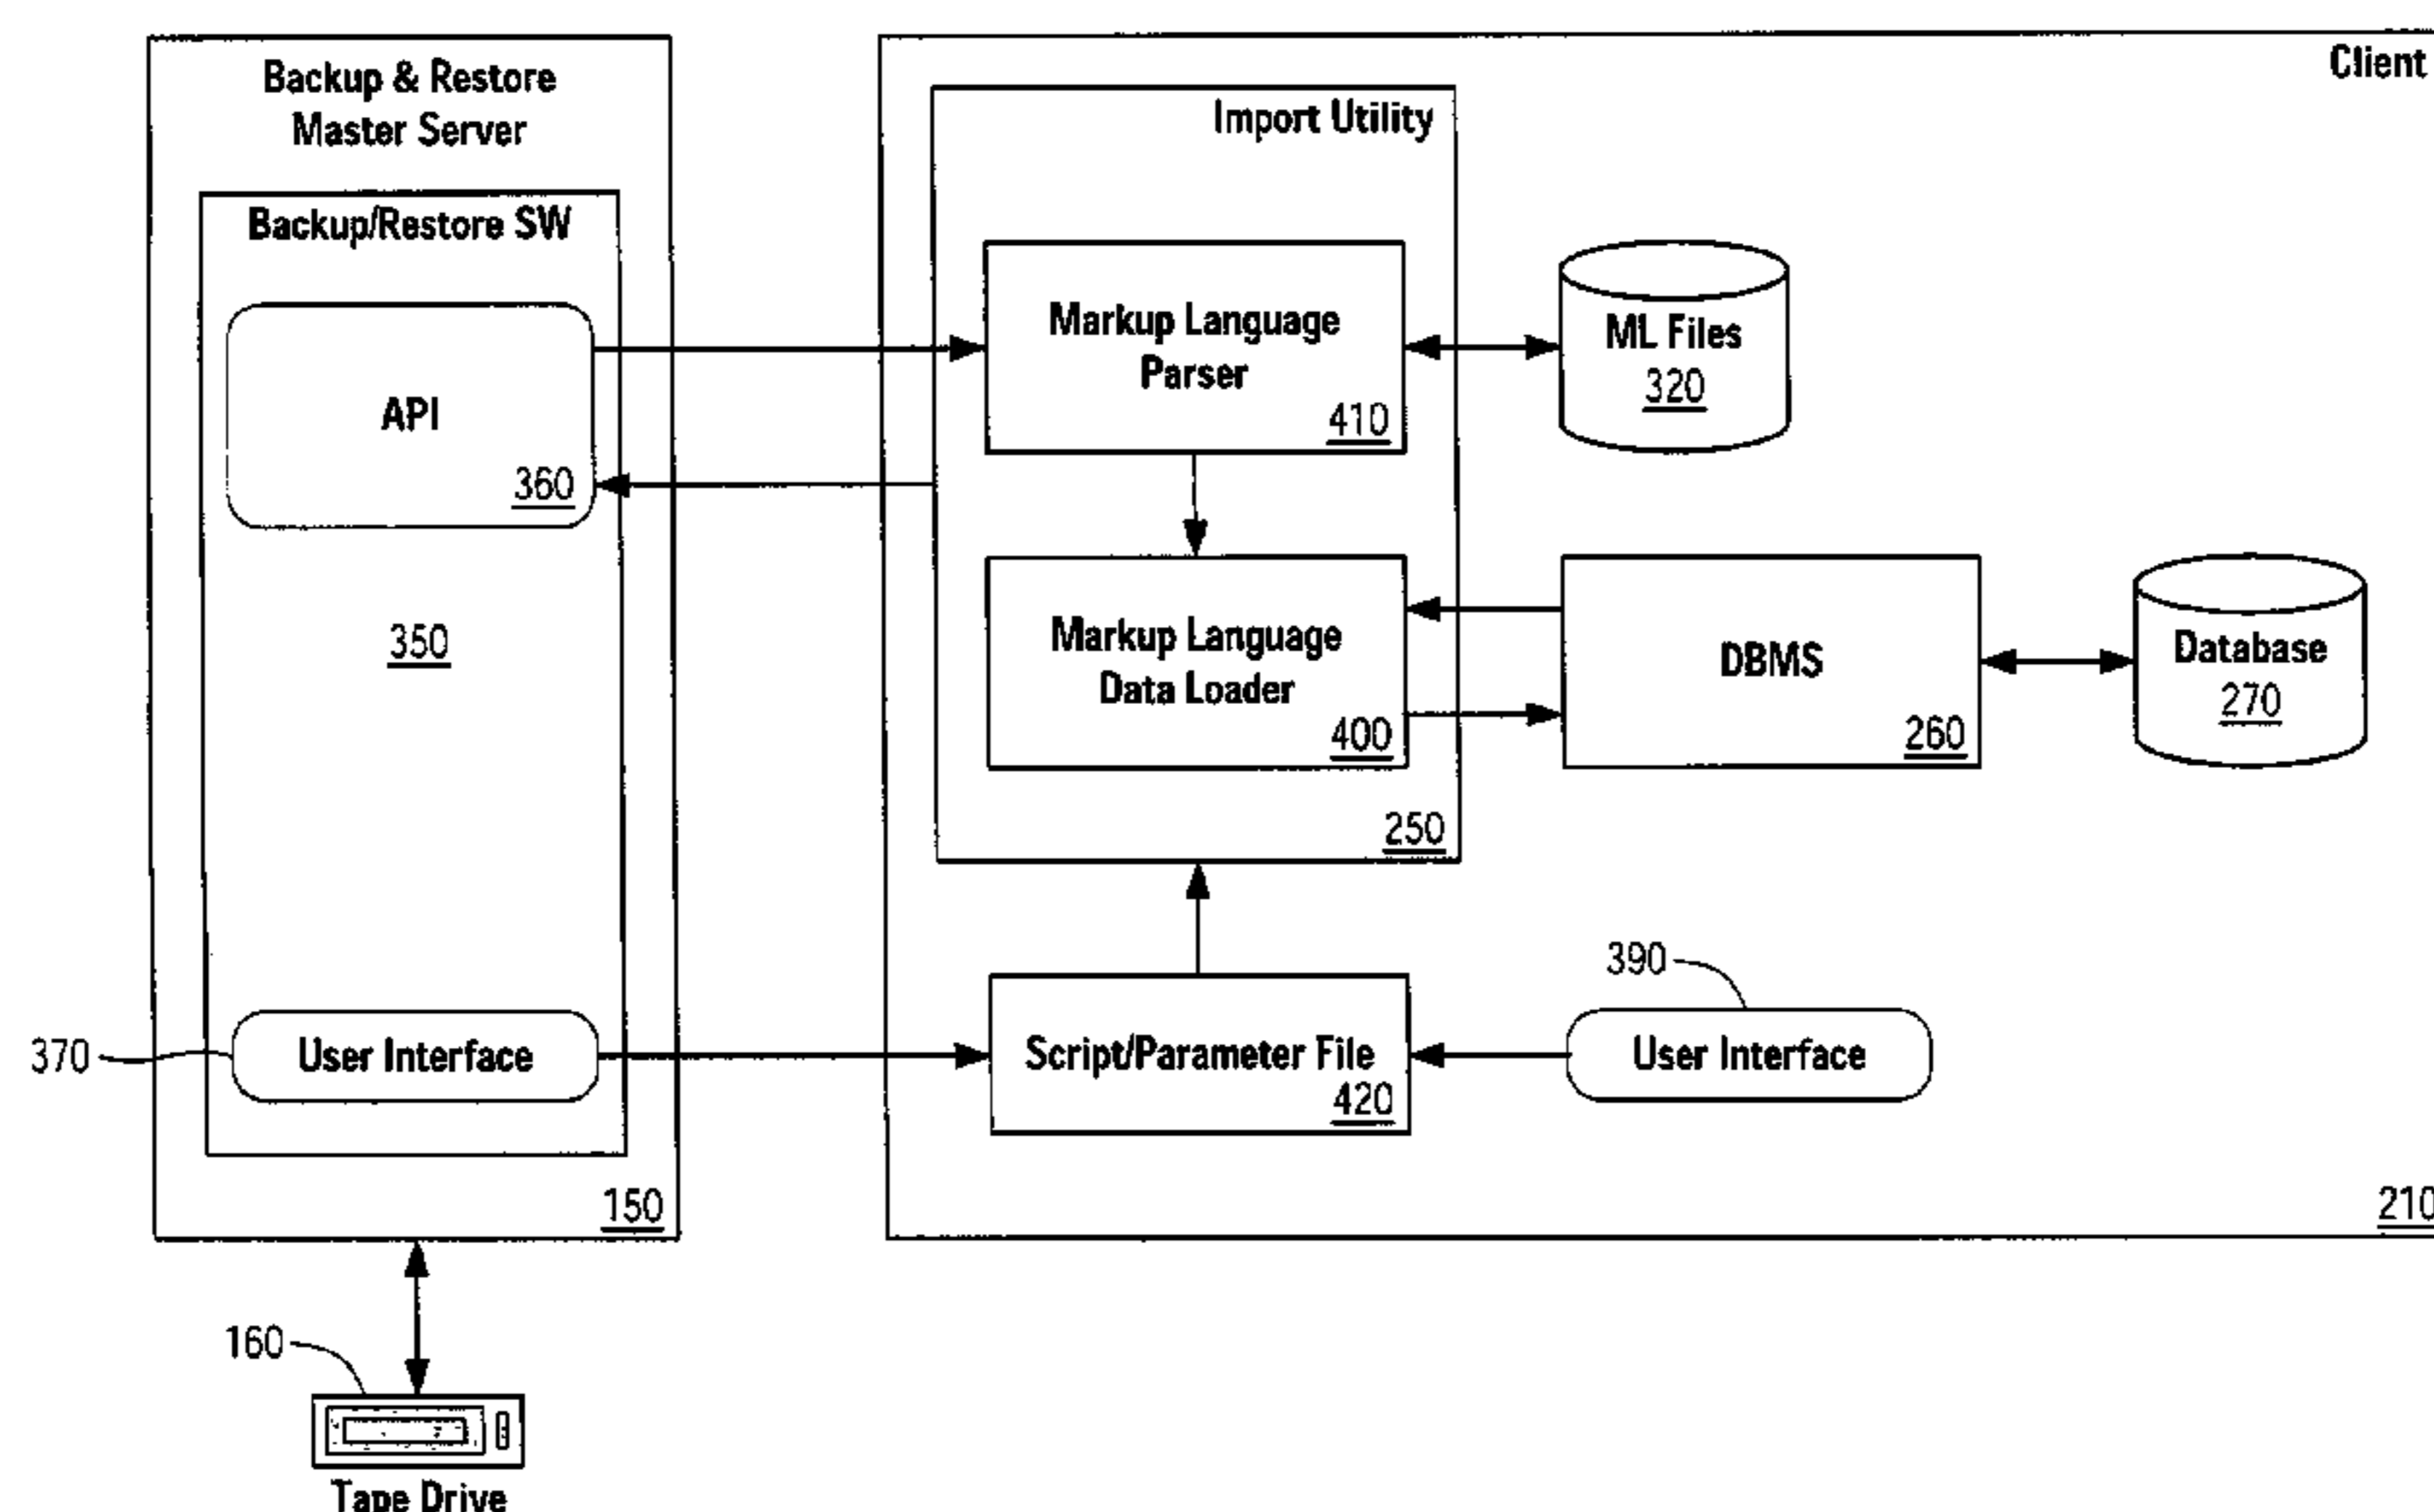 Backup & Restore
Master Server
Backup/Restore SW
API
360
350
370
User Interface
150
160
Tape Drive
Client
Import Utility
Markup Language
Parser
410
ML Files
320
Markup Language
Data Loader
400
DBMS
260
Database
270
250
390
Script/Parameter File
420
User Interface
210